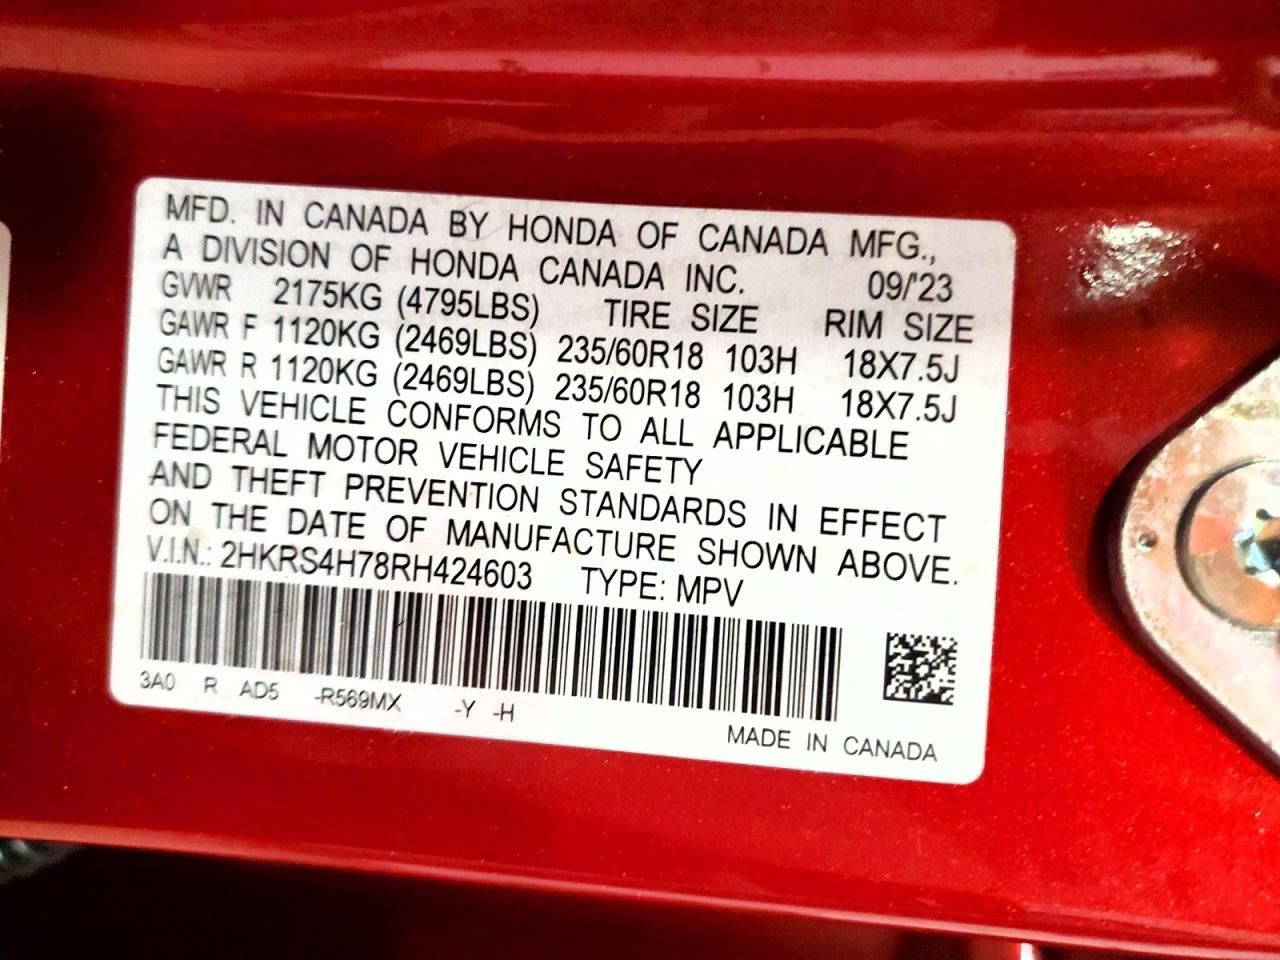 MFD. IN CANADA BY HONDA OF CANADA MFG.,
A DIVISION OF HONDA CANADA INC. 09/'23
GVWR 2175KG (4795LBS) TIRE SIZE RIM SIZE
GAWR F 1120KG (2469LBS) 235/60R18 103H 18X7.5J
GAWR R 1120KG (2469LBS) 235/60R18 103H 18X7.5J
THIS VEHICLE CONFORMS TO ALL APPLICABLE
FEDERAL MOTOR VEHICLE SAFETY
AND THEFT PREVENTION STANDARDS IN EFFECT
ON THE DATE OF MANUFACTURE SHOWN ABOVE.
V.I.N.: 2HKRS4H78RH424603 TYPE: MPV
3A0 R AD5 -R569MX -Y -H
MADE IN CANADA